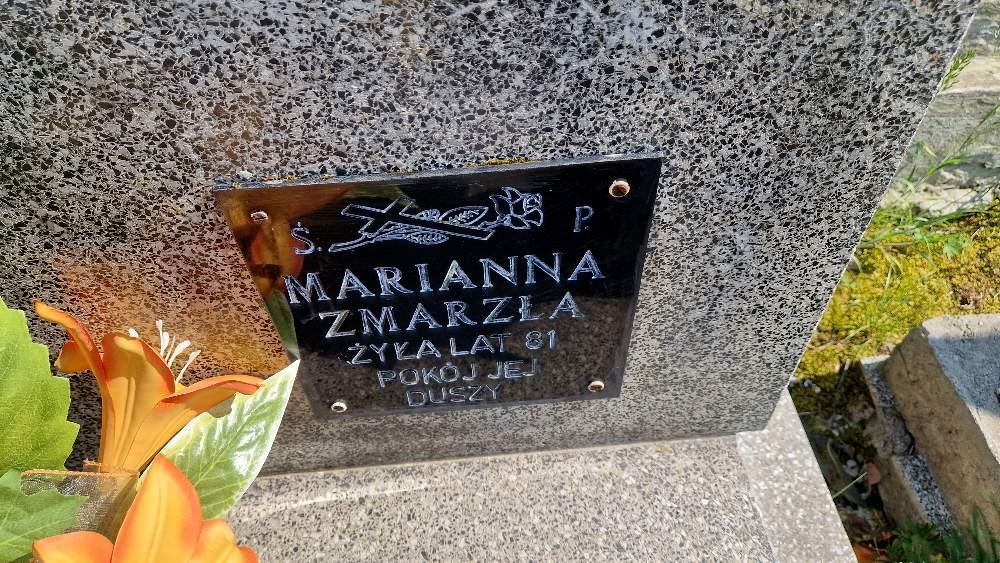 Ś. P.
MARIANNA
ZMARZŁA
ŻYŁA LAT 81
POKÓJ JEJ
DUSZY